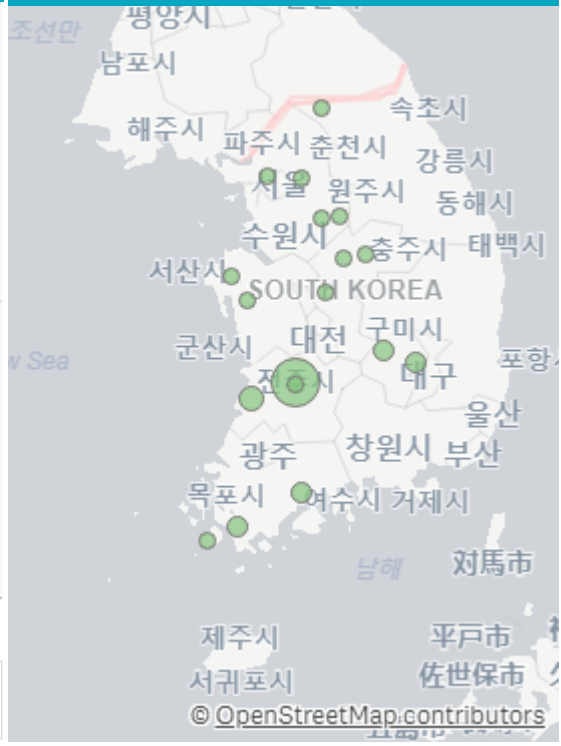 평양시
조선만
남포시
속초시
해주시
파주시
춘천시
강릉시
서울
원주시
동해시
수원시
충주시
태백시
서산시
SOUTH KOREA
군산시
대전
구미시
w Sea
포항
전주시
대구
울산
광주
창원시
부산
목포시
여수시
거제시
남해
対馬市
제주시
平戸市
서귀포시
佐世保市
© OpenStreetMap contributors